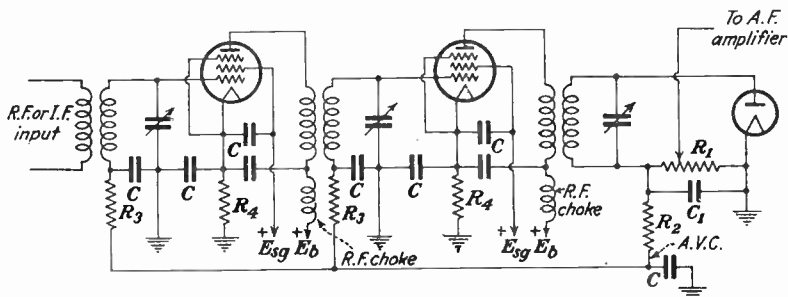 To A.F.
amplifier
R.F. or I.F.
input
C
C
C
R3
R4
+
Esg
+
Eb
R.F. choke
C
C
C
R3
R4
+
Esg
+
Eb
R.F.
choke
R1
C1
R2
A.V.C.
C